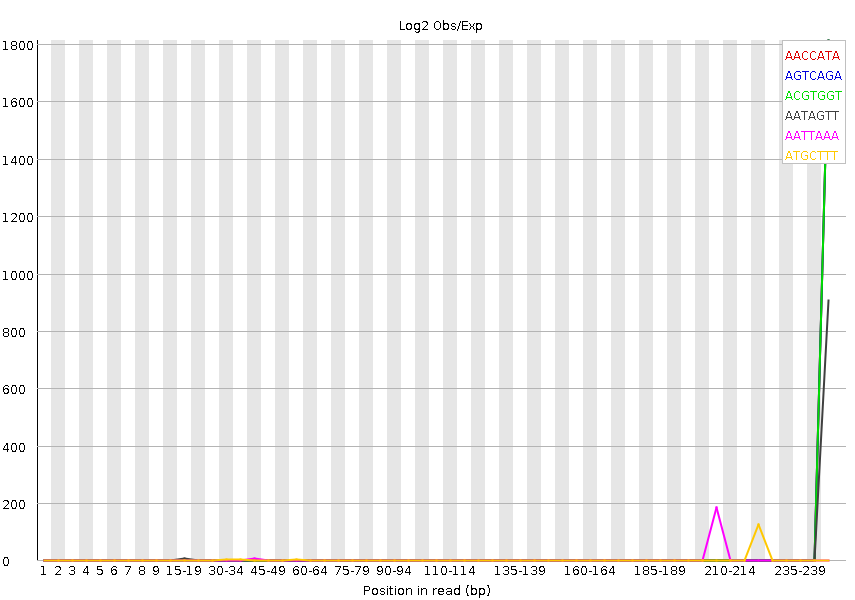 Log2 Obs/Exp
1800
1600
1400
1200
1000
800
600
400
200
0
AACCATA
AGTCAGA
ACGTGGT
AATAGTT
AATTAAA
ATGCTTT
1 2 3 4 5 6 7 8 9 15-19 30-34 45-49 60-64 75-79 90-94 110-114 135-139 160-164 185-189 210-214 235-239
Position in read (bp)